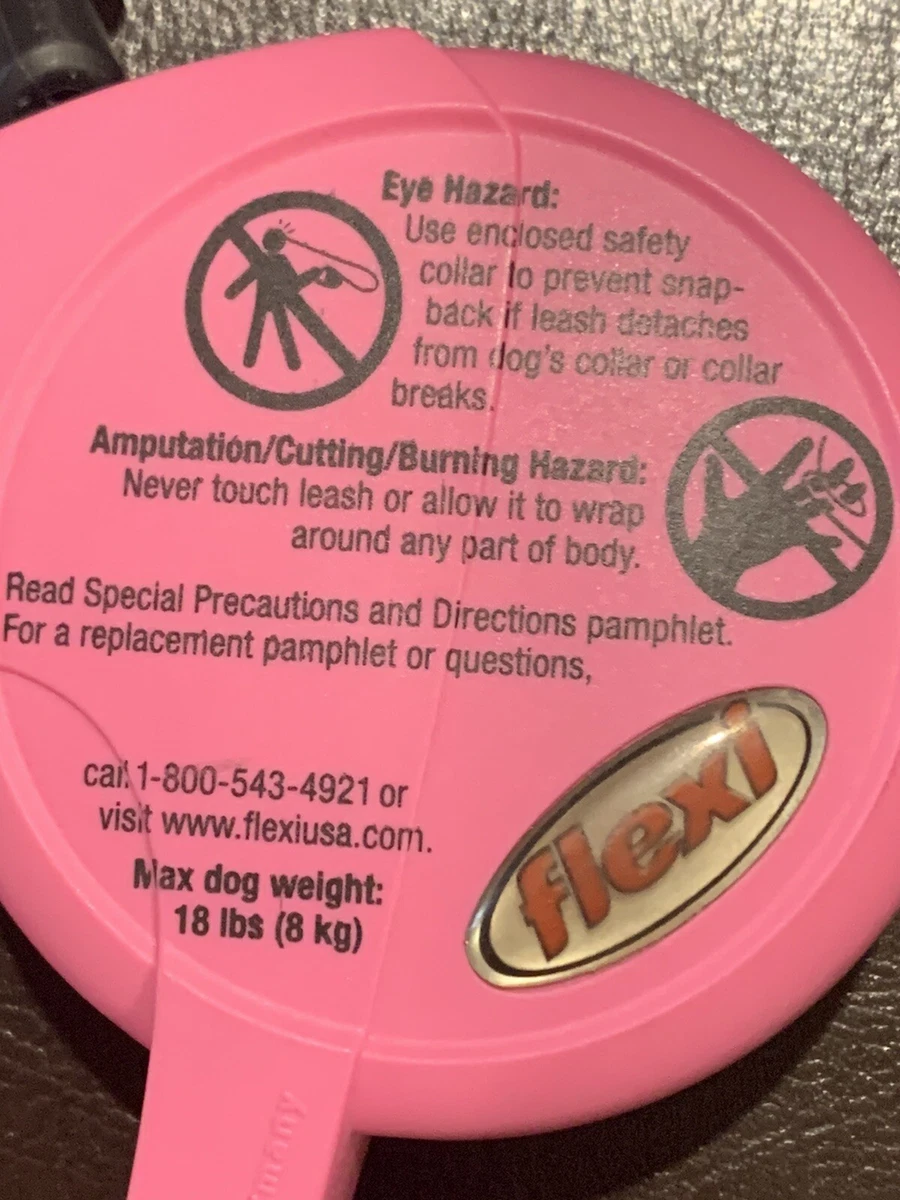 Eye Hazard:
Use enclosed safety
collar to prevent snap-
back if leash detaches
from dog's collar or collar
breaks.
Amputation/Cutting/Burning Hazard:
Never touch leash or allow it to wrap
around any part of body.
Read Special Precautions and Directions pamphlet.
For a replacement pamphlet or questions,
call 1-800-543-4921 or
visit www.flexiusa.com.
Max dog weight:
18 lbs (8 kg)
flexi